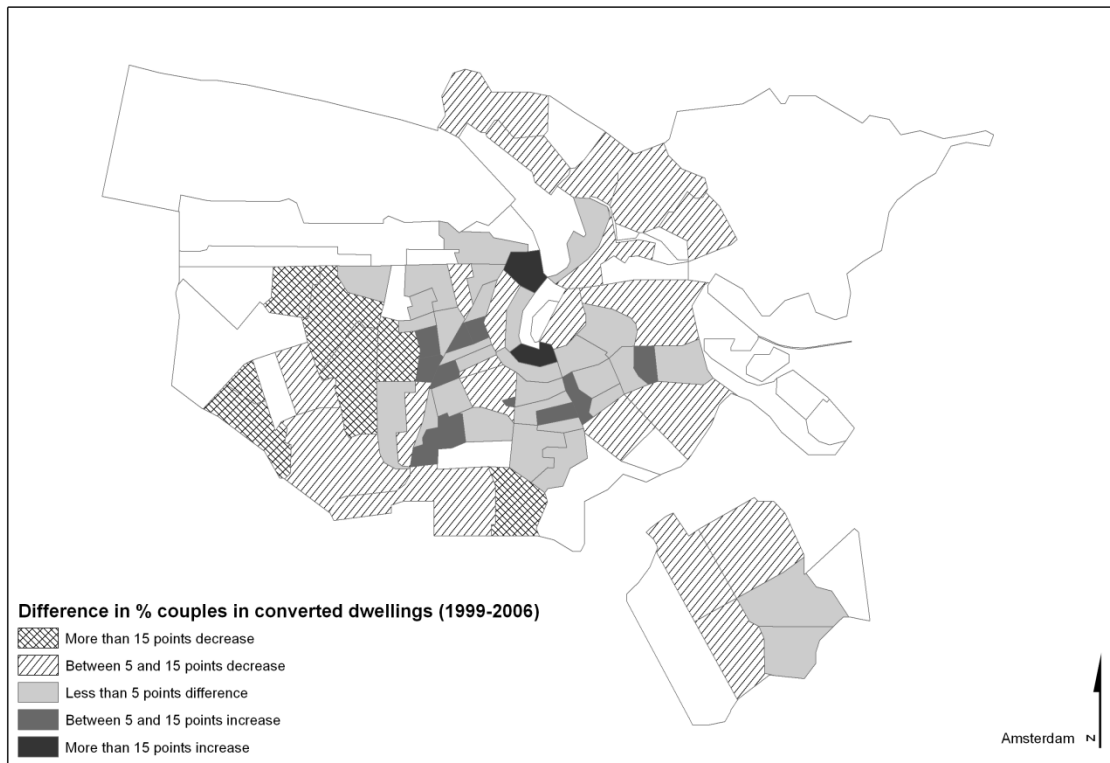 Difference in % couples in converted dwellings (1999-2006)
More than 15 points decrease
Between 5 and 15 points decrease
Less than 5 points difference
Between 5 and 15 points increase
More than 15 points increase
Amsterdam
N